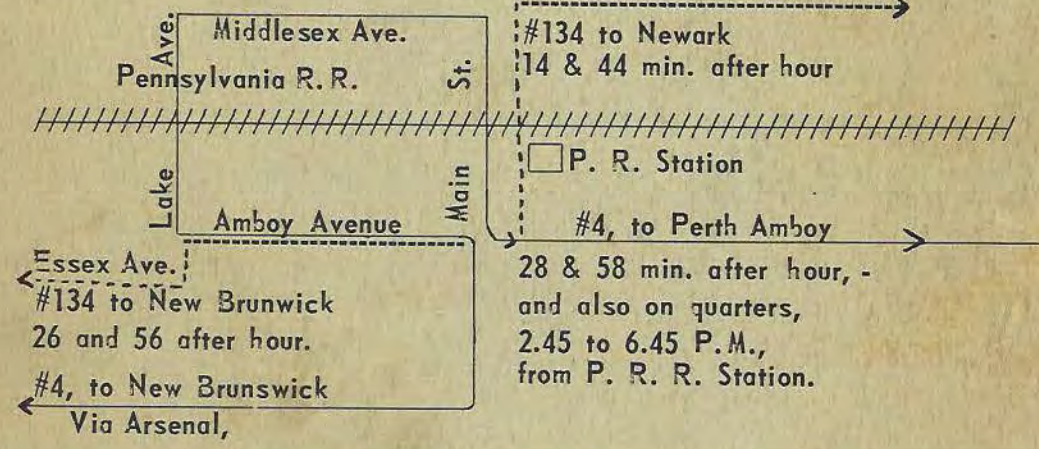 Middlesex Ave.
Ave.
Pennsylvania R. R.
St.
#134 to Newark
14 & 44 min. after hour
P. R. Station
Lake
Main
Amboy Avenue
#4, to Perth Amboy
28 & 58 min. after hour, -
and also on quarters,
2.45 to 6.45 P.M.,
from P. R. R. Station.
Essex Ave.
#134 to New Brunwick
26 and 56 after hour.
#4, to New Brunswick
Via Arsenal,